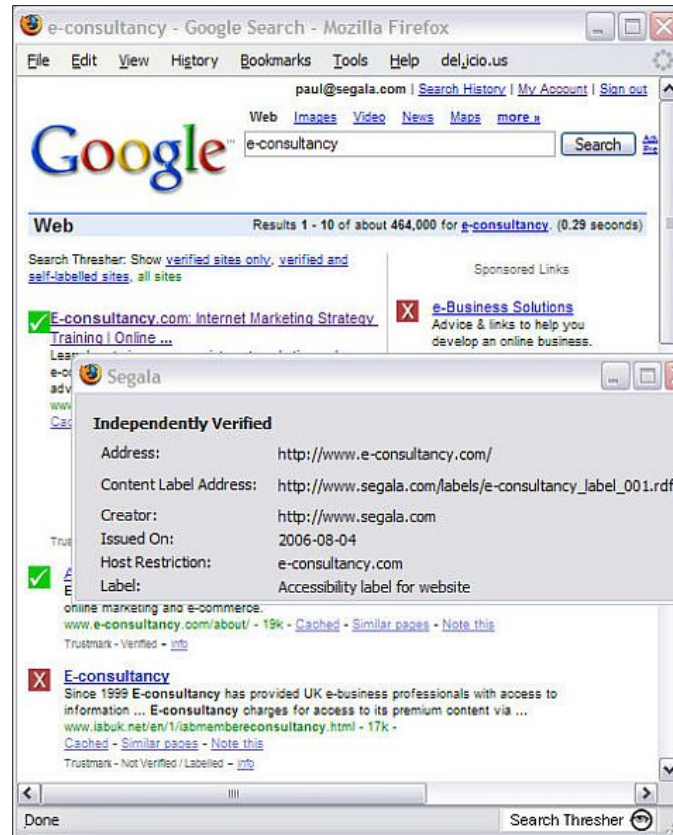 e-consultancy - Google Search - Mozilla Firefox
File Edit View History Bookmarks Tools Help del.icio.us
paul@segala.com | Search History | My Account | Sign out
Web Images Video News Maps more »
Google™
e-consultancy Search
Web Results 1 - 10 of about 464,000 for e-consultancy. (0.29 seconds)
Search Thresher: Show verified sites only, verified and
self-labelled sites, all sites
Sponsored Links
E-consultancy.com: Internet Marketing Strategy
Training | Online ...
X e-Business Solutions
Advice & links to help you
develop an online business.
Segala
Independently Verified
Address: http://www.e-consultancy.com/
Content Label Address: http://www.segala.com/labels/e-consultancy_label_001.rdf
Creator: http://www.segala.com
Issued On: 2006-08-04
Host Restriction: e-consultancy.com
Label: Accessibility label for website
online marketing and e-commerce.
www.e-consultancy.com/about/ - 19k - Cached - Similar pages - Note this
Trustmark - Verified - info
X E-consultancy
Since 1999 E-consultancy has provided UK e-business professionals with access to
information ... E-consultancy charges for access to its premium content via ...
www.iabuk.net/en/1/iabmembereconsultancy.html - 17k -
Cached - Similar pages - Note this
Trustmark - Not Verified / Labelled - info
Done Search Thresher